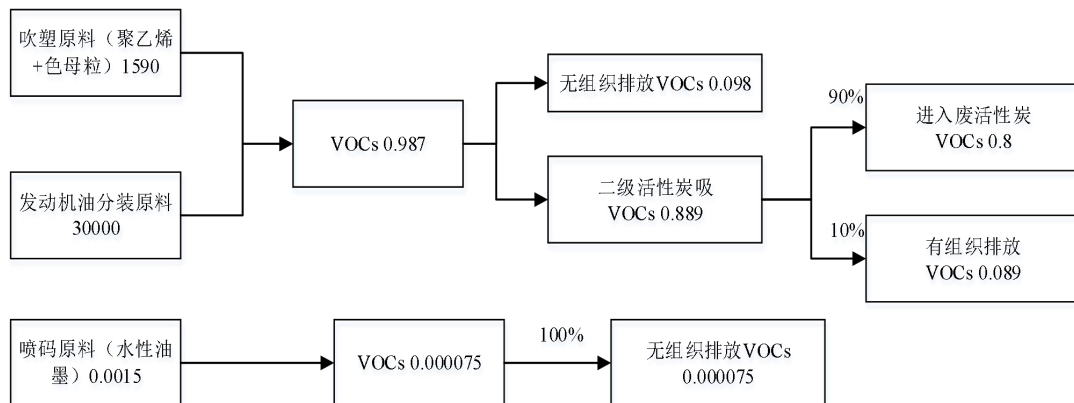 吹塑原料（聚乙烯
+色母粒）1590
发动机油分装原料
30000
VOCs 0.987
无组织排放VOCs 0.098
二级活性炭吸
VOCs 0.889
90%
进入废活性炭
VOCs 0.8
10%
有组织排放
VOCs 0.089
喷码原料（水性油
墨）0.0015
VOCs 0.000075
100%
无组织排放VOCs
0.000075